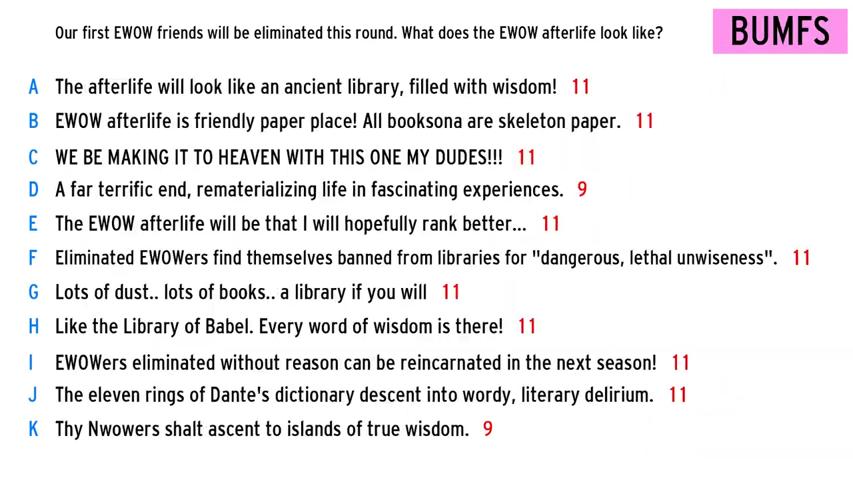 Our first EWOW friends will be eliminated this round. What does the EWOW afterlife look like?
BUMFS
A The afterlife will look like an ancient library, filled with wisdom! 11
B EWOW afterlife is friendly paper place! All booksona are skeleton paper. 11
C WE BE MAKING IT TO HEAVEN WITH THIS ONE MY DUDES!!! 11
D A far terrific end, rematerializing life in fascinating experiences. 9
E The EWOW afterlife will be that I will hopefully rank better... 11
F Eliminated EWOWers find themselves banned from libraries for "dangerous, lethal unwiseness". 11
G Lots of dust.. lots of books.. a library if you will 11
H Like the Library of Babel. Every word of wisdom is there! 11
I EWOWers eliminated without reason can be reincarnated in the next season! 11
J The eleven rings of Dante's dictionary descent into wordy, literary delirium. 11
K Thy Nwowers shalt ascent to islands of true wisdom. 9